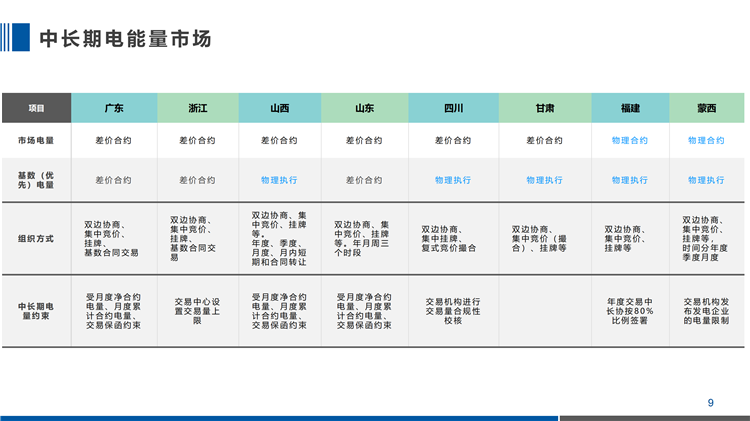 中长期电能量市场
项目
广东
浙江
山西
山东
四川
甘肃
福建
蒙西
市场电量
差价合约
差价合约
差价合约
差价合约
差价合约
差价合约
物理合约
物理合约
基数（优
先）电量
差价合约
差价合约
物理执行
差价合约
物理执行
物理执行
物理执行
物理执行
组织方式
双边协商、
集中竞价、
挂牌、
基数合同交易
双边协商、
集中竞价、
挂牌、
基数合同交
易
双边协商、集
中竞价、挂牌
等。
年度、季度、
月度、月内短
期和合同转让
双边协商、集
中竞价、挂牌
等。年月周三
个时段
双边协商、
集中挂牌、
复式竞价撮合
双边协商、
集中竞价（撮
合）、挂牌等
双边协商、
集中竞价、
挂牌等
双边协商、
集中竞价、
挂牌等，
时间分年度
季度月度
中长期电
量约束
受月度净合约
电量、月度累
计合约电量、
交易保函约束
交易中心设
置交易量上
限
受月度净合约
电量、月度累
计合约电量、
交易保函约束
受月度净合约
电量、月度累
计合约电量、
交易保函约束
交易机构进行
交易量合规性
校核
年度交易中
长协按80%
比例签署
交易机构发
布发电企业
的电量限制
9